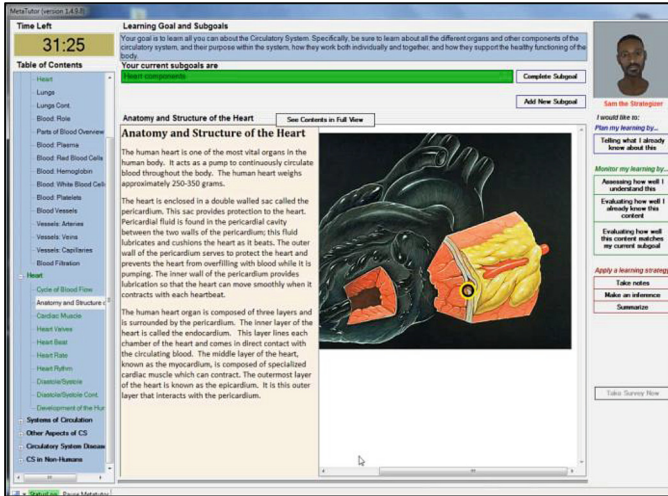 MetaTutor (version 1.4.9.0)
Time Left
31:25
Table of Contents
Heart
Lungs
Lungs Cont.
Blood: Role
Parts of Blood Overview
Blood: Plasma
Blood: Red Blood Cells
Blood: Hemoglobin
Blood: White Blood Cells
Blood: Platelets
Blood Vessels
Vessels: Arteries
Vessels: Veins
Vessels: Capillaries
Blood Filtration
Heart
Cycle of Blood Flow
Anatomy and Structure
Cardiac Muscle
Heart Valves
Heart Beat
Heart Rate
Heart Rythm
Diastole/Systole
Diastole/Systole Cont.
Development of the Hur
Systems of Circulation
Other Aspects of CS
Circulatory System Disease
CS in Non-Humans
Learning Goal and Subgoals
Your goal is to learn all you can about the Circulatory System. Specifically, be sure to learn about all the different organs and other components of the
circulatory system, and their purpose within the system, how they work both individually and together, and how they support the healthy functioning of the
body.
Your current subgoals are
Heart components
Complete Subgoal
Add New Subgoal
Anatomy and Structure of the Heart
See Contents in Full View
Anatomy and Structure of the Heart
The human heart is one of the most vital organs in the
human body. It acts as a pump to continuously circulate
blood throughout the body. The human heart weighs
approximately 250-350 grams.
The heart is enclosed in a double walled sac called the
pericardium. This sac provides protection to the heart.
Pericardial fluid is found in the pericardial cavity
between the two walls of the pericardium; this fluid
lubricates and cushions the heart as it beats. The outer
wall of the pericardium serves to protect the heart and
prevents the heart from overfilling with blood while it is
pumping. The inner wall of the pericardium provides
lubrication so that the heart can move smoothly when it
contracts with each heartbeat.
The human heart organ is composed of three layers and
is surrounded by the pericardium. The inner layer of the
heart is called the endocardium. This layer lines each
chamber of the heart and comes in direct contact with
the circulating blood. The middle layer of the heart,
known as the myocardium, is composed of specialized
cardiac muscle which can contract. The outermost layer
of the heart is known as the epicardium. It is this outer
layer that interacts with the pericardium.
Sam the Strategizer
I would like to:
Plan my learning by...
Telling what I already
know about this
Monitor my learning by...
Assessing how well I
understand this
Evaluating how well I
already know this
content
Evaluating how well
this content matches
my current subgoal
Apply a learning strategy
Take notes
Make an inference
Summarize
Take Survey Now
Pause Metatutor